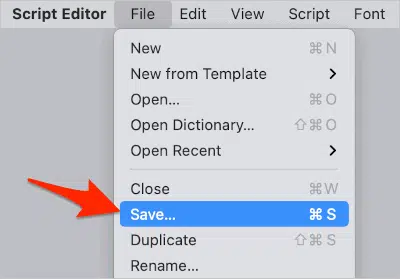 Script Editor File Edit View Script Font
New ⌘ N
New from Template >
Open... ⌘ O
Open Dictionary... ⇧ ⌘ O
Open Recent >
Close ⌘ W
Save... ⌘ S
Duplicate ⇧ ⌘ S
Rename...